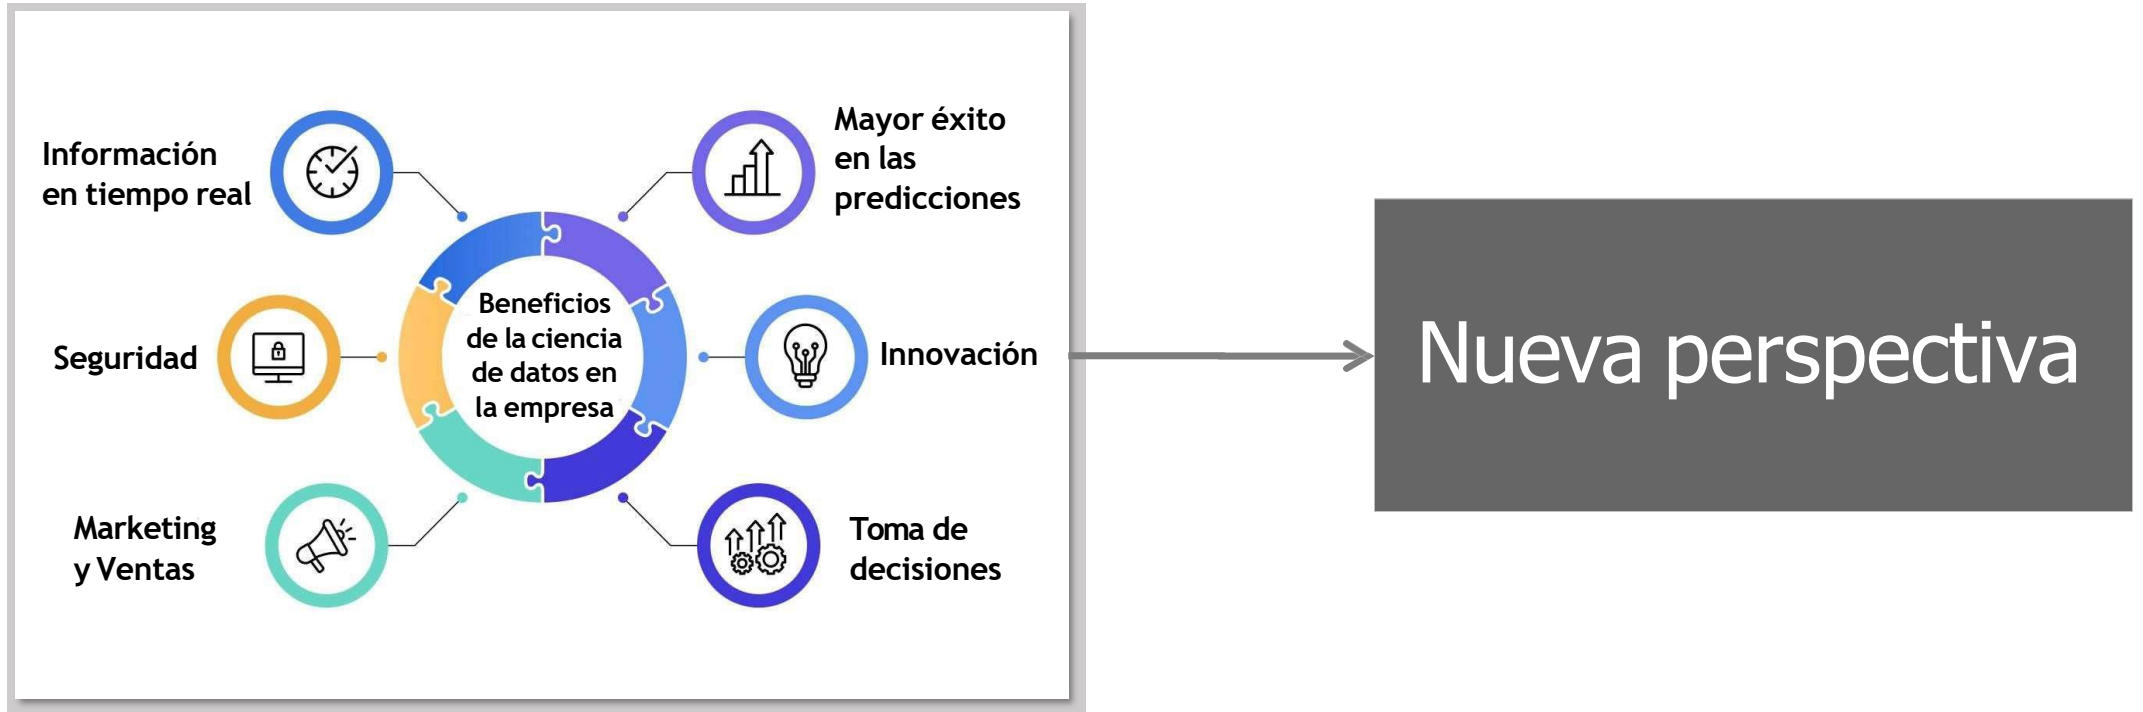 Información
en tiempo real
Seguridad
Marketing
y Ventas
Beneficios
de la ciencia
de datos en
la empresa
Mayor éxito
en las
predicciones
Innovación
Toma de
decisiones
Nueva perspectiva